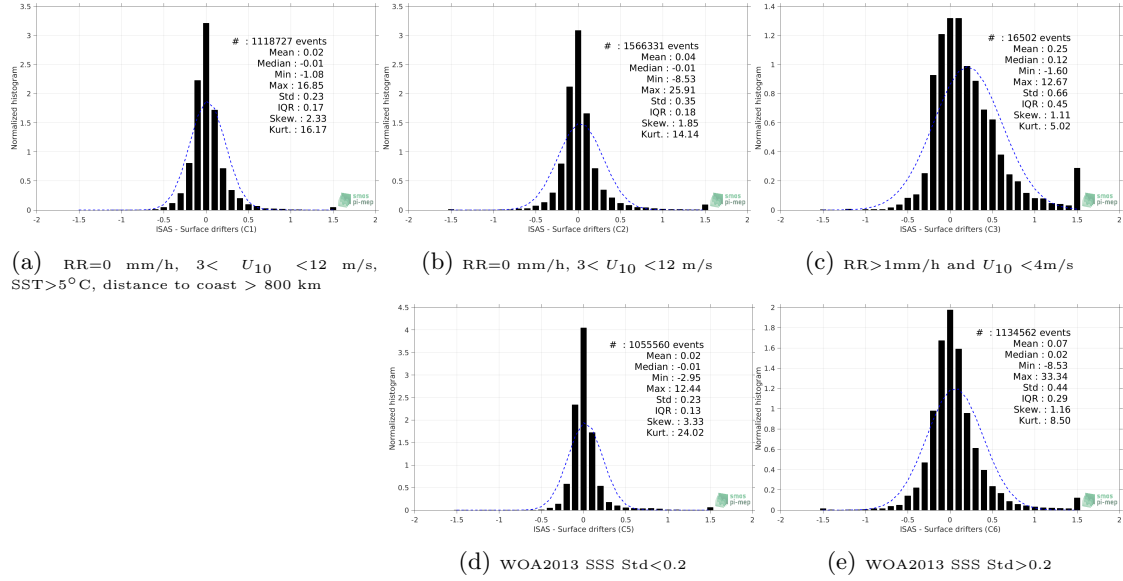 3.5
3
2.5
2
1.5
1
0.5
0
Normalized histogram
-2 -1.5 -1 -0.5 0 0.5 1 1.5 2
ISAS - Surface drifters (C1)
# : 1118727 events
Mean : 0.02
Median : -0.01
Min : -1.08
Max : 16.85
Std : 0.23
IQR : 0.17
Skew. : 2.33
Kurt. : 16.17
smos
pi-mep
3.5
3
2.5
2
1.5
1
0.5
0
Normalized histogram
-2 -1.5 -1 -0.5 0 0.5 1 1.5 2
ISAS - Surface drifters (C2)
# : 1566331 events
Mean : 0.04
Median : -0.01
Min : -8.53
Max : 25.91
Std : 0.35
IQR : 0.18
Skew. : 1.85
Kurt. : 14.14
smos
pi-mep
1.4
1.2
1
0.8
0.6
0.4
0.2
0
Normalized histogram
-2 -1.5 -1 -0.5 0 0.5 1 1.5 2
ISAS - Surface drifters (C3)
# : 16502 events
Mean : 0.25
Median : 0.12
Min : -1.60
Max : 12.67
Std : 0.66
IQR : 0.45
Skew. : 1.11
Kurt. : 5.02
smos
pi-mep
(a) RR=0 mm/h, 3< U10 <12 m/s,
SST>5°C, distance to coast > 800 km
(b) RR=0 mm/h, 3< U10 <12 m/s
(c) RR>1mm/h and U10 <4m/s
4.5
4
3.5
3
2.5
2
1.5
1
0.5
0
Normalized histogram
-2 -1.5 -1 -0.5 0 0.5 1 1.5 2
ISAS - Surface drifters (C5)
# : 1055560 events
Mean : 0.02
Median : -0.01
Min : -2.95
Max : 12.44
Std : 0.23
IQR : 0.13
Skew. : 3.33
Kurt. : 24.02
smos
pi-mep
2
1.8
1.6
1.4
1.2
1
0.8
0.6
0.4
0.2
0
Normalized histogram
-2 -1.5 -1 -0.5 0 0.5 1 1.5 2
ISAS - Surface drifters (C6)
# : 1134562 events
Mean : 0.07
Median : 0.02
Min : -8.53
Max : 33.34
Std : 0.44
IQR : 0.29
Skew. : 1.16
Kurt. : 8.50
smos
pi-mep
(d) WOA2013 SSS Std<0.2
(e) WOA2013 SSS Std>0.2